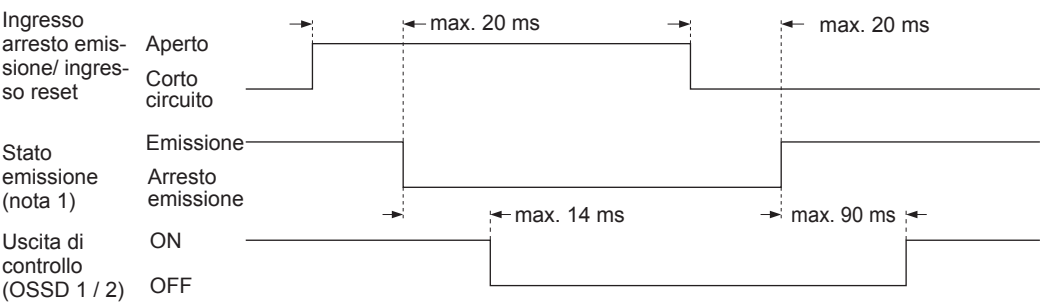 Ingresso
arresto emis-
sione/ ingres-
so reset
Aperto
Corto
circuito
max. 20 ms
max. 20 ms
Stato
emissione
(nota 1)
Emissione
Arresto
emissione
max. 14 ms
max. 90 ms
Uscita di
controllo
(OSSD 1 / 2)
ON
OFF